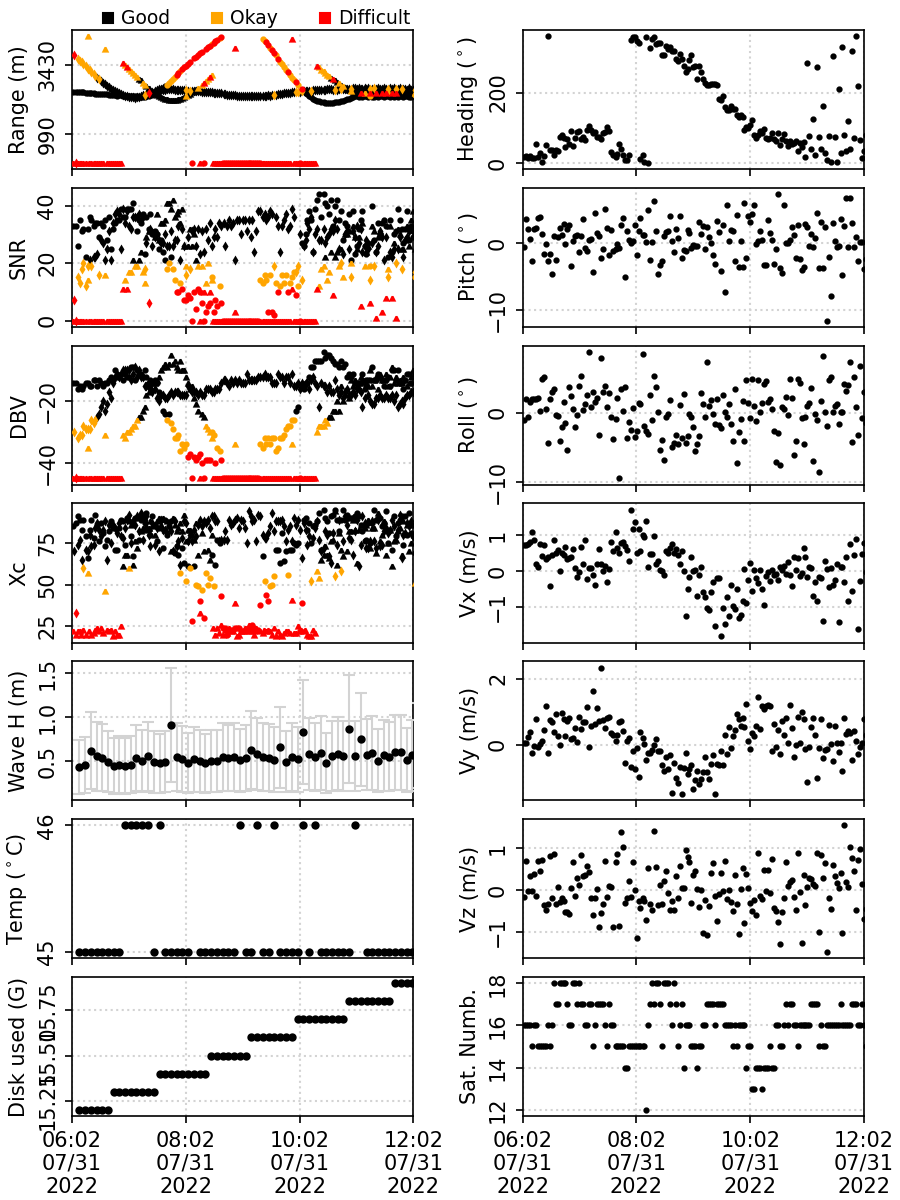 Good Okay Difficult
Range (m)
3430
990
Heading (°)
200
0
SNR
40
20
0
Pitch (°)
0
−10
DBV
−20
−40
Roll (°)
0
−10
Xc
75
50
25
Vx (m/s)
1
0
−1
Wave H (m)
1.5
1.0
0.5
Vy (m/s)
2
0
Temp (°C)
46
45
Vz (m/s)
1
0
−1
Disk used (G)
15.75
15.50
15.25
Sat. Numb.
18
16
14
12
06:02 08:02 10:02 12:02
07/31 07/31 07/31 07/31
2022 2022 2022 2022
06:02 08:02 10:02 12:02
07/31 07/31 07/31 07/31
2022 2022 2022 2022